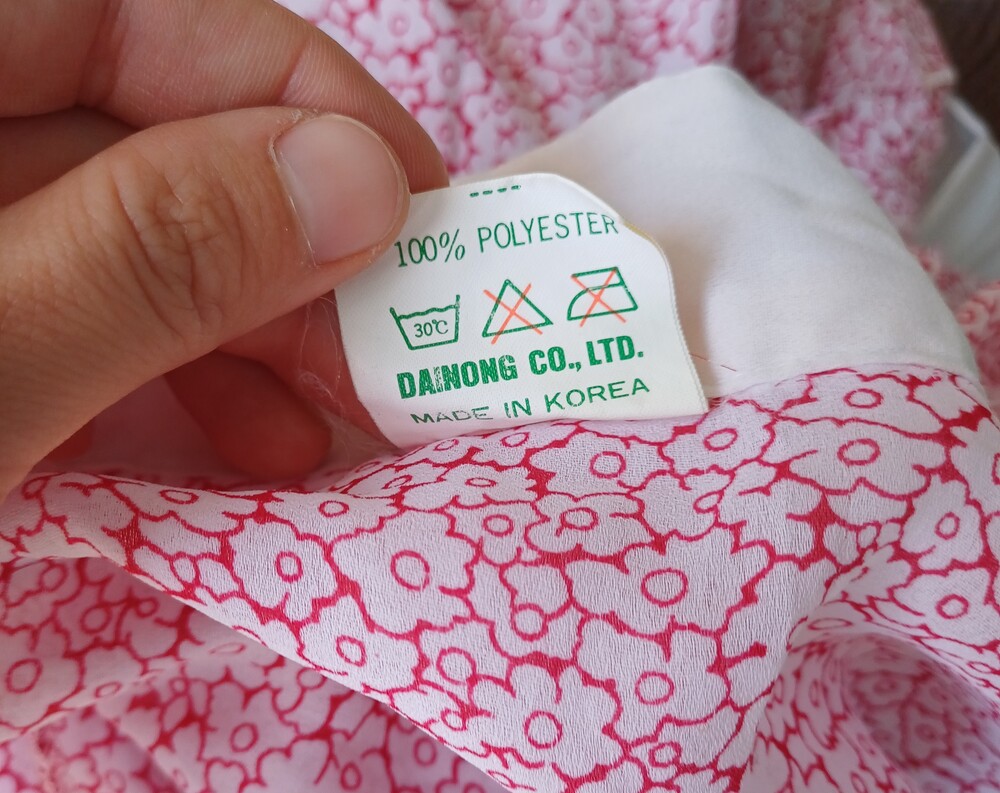 100% POLYESTER
30°C
DAINONG CO., LTD.
MADE IN KOREA